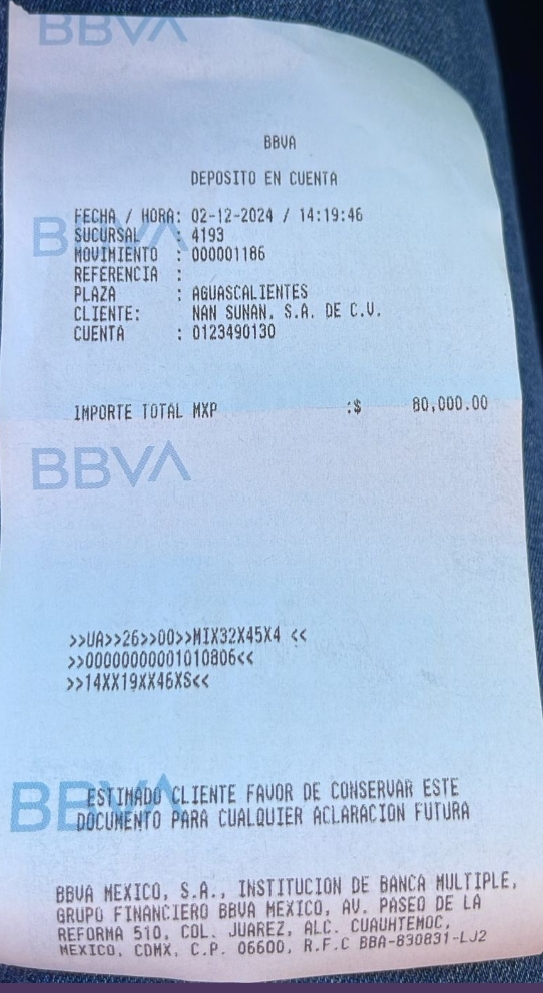 BBVA
BBVA
DEPOSITO EN CUENTA
FECHA / HORA: 02-12-2024 / 14:19:46
SUCURSAL : 4193
MOVIMIENTO : 000001186
REFERENCIA :
PLAZA : AGUASCALIENTES
CLIENTE: NAN SUNAN, S.A. DE C.V.
CUENTA : 0123490130
BBVA
IMPORTE TOTAL MXP :$ 80,000.00
BBVA
>>UA>>26>>00>>MIX32X45X4 <<
>>00000000001010806<<
>>14XX19XX46XS<<
BBVA
ESTIMADO CLIENTE FAVOR DE CONSERVAR ESTE
DOCUMENTO PARA CUALQUIER ACLARACION FUTURA
BBVA MEXICO, S.A., INSTITUCION DE BANCA MULTIPLE,
GRUPO FINANCIERO BBVA MEXICO, AV. PASEO DE LA
REFORMA 510, COL. JUAREZ, ALC. CUAUHTEMOC,
MEXICO, CDMX, C.P. 06600, R.F.C BBA-830831-LJ2